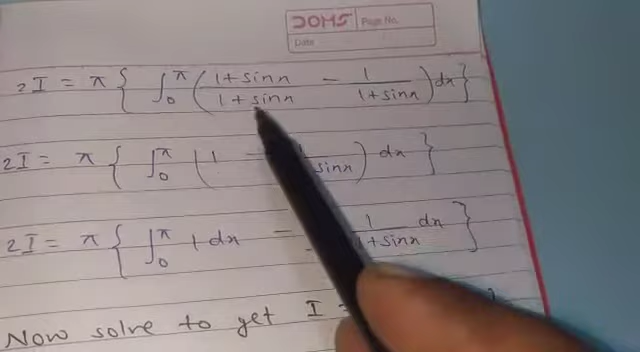 DOMS Page No.
Date
2I = π { ∫₀^π ( (1+sinx)/(1+sinx) − 1/(1+sinx) ) dx }
2I = π { ∫₀^π ( 1 − sinx ) dx }
2I = π { ∫₀^π 1 dx − 1/(1+sinx) dx }
Now solve to get I =